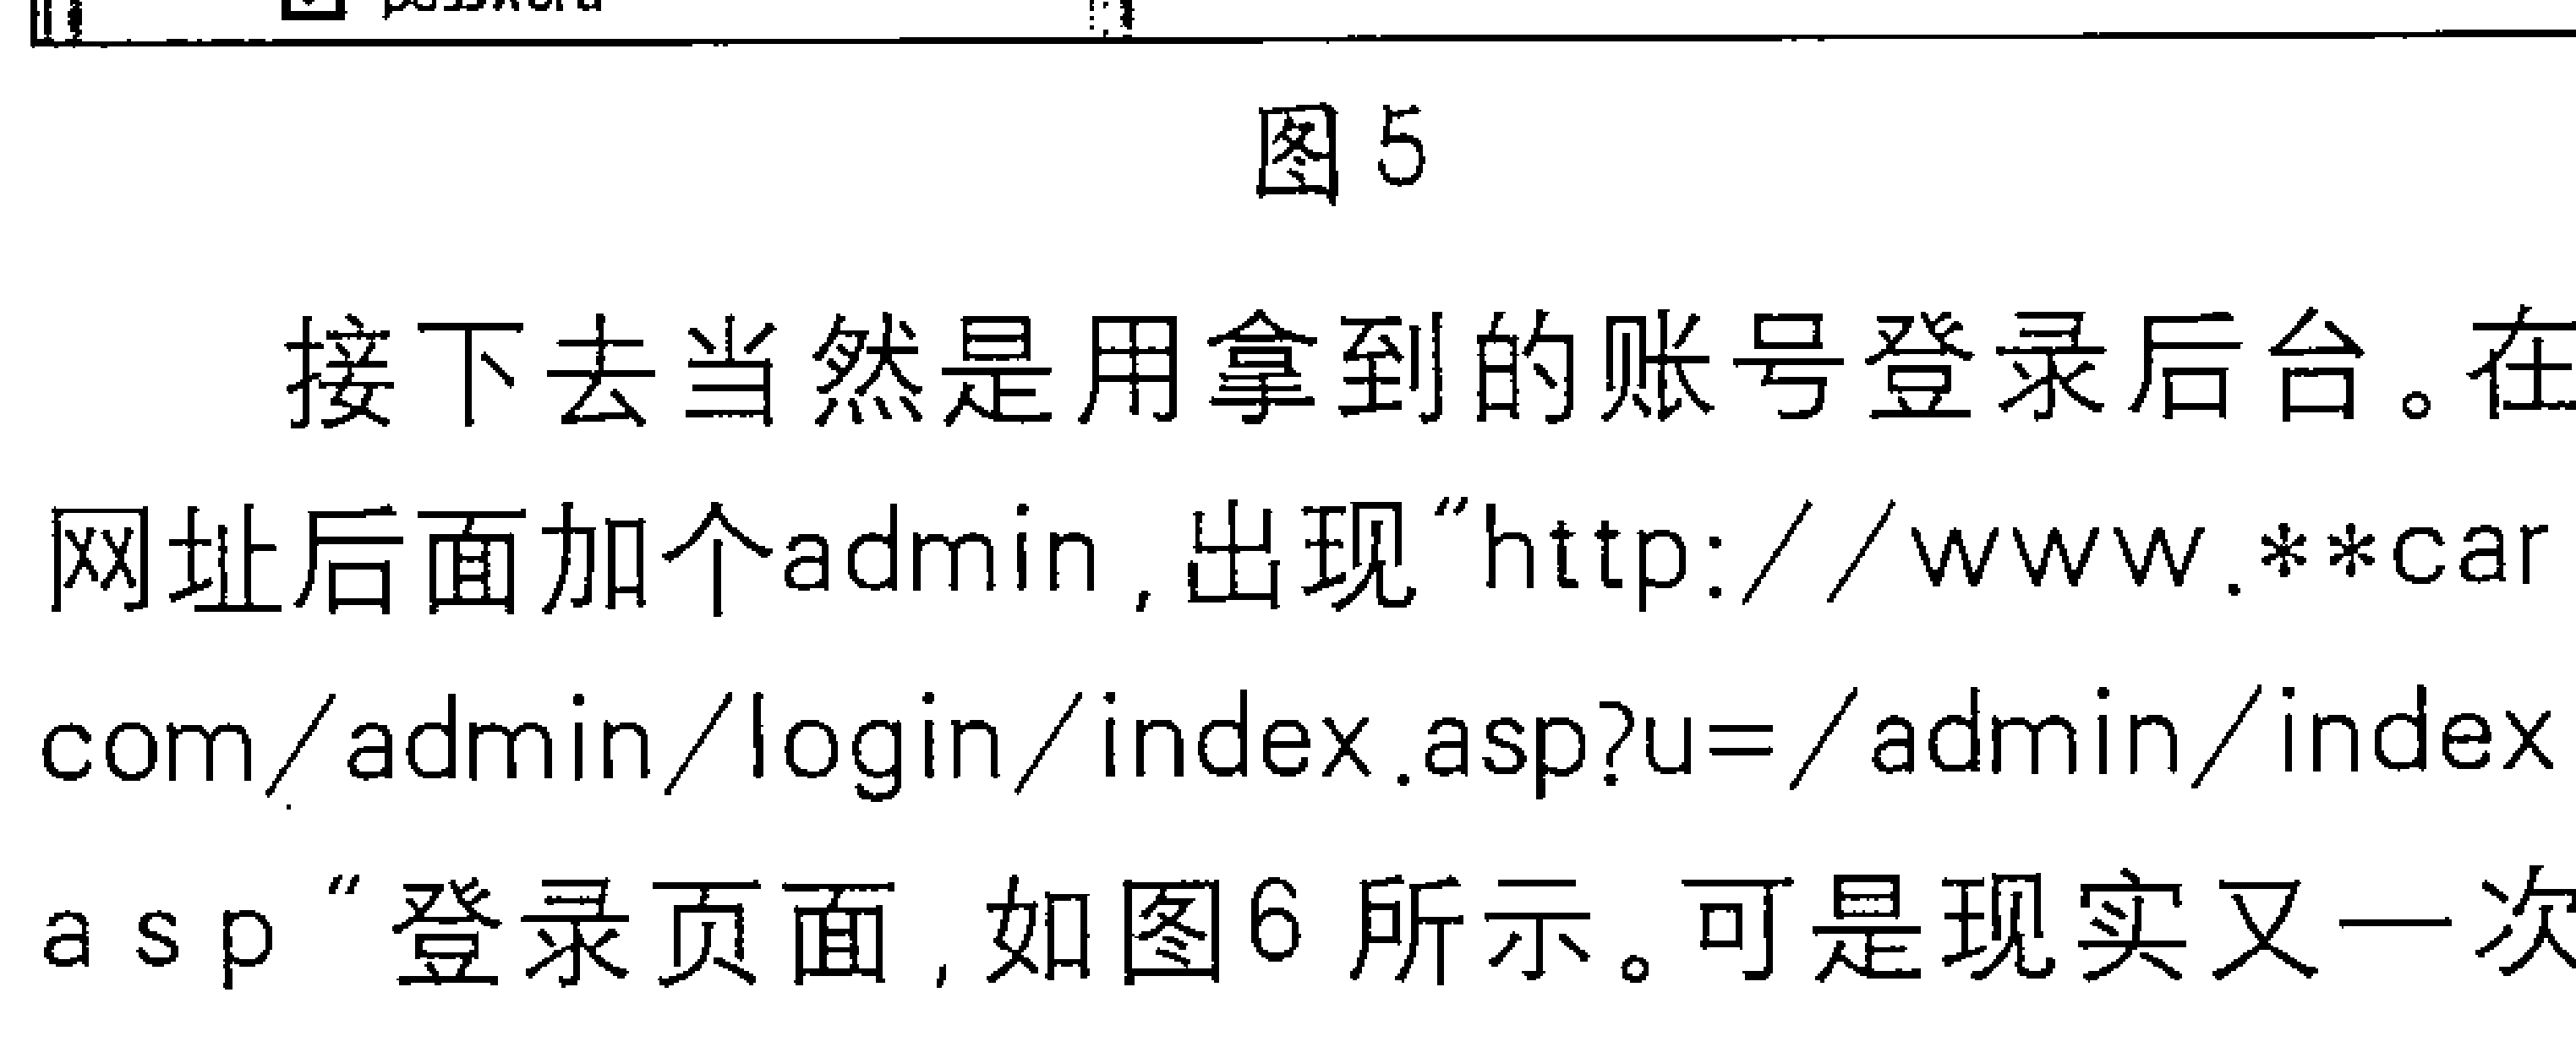 password
图5
接下去当然是用拿到的账号登录后台。在
网址后面加个admin,出现"http://www.**car
com/admin/login/index.asp?u=/admin/index
asp"登录页面,如图6所示。可是现实又一次